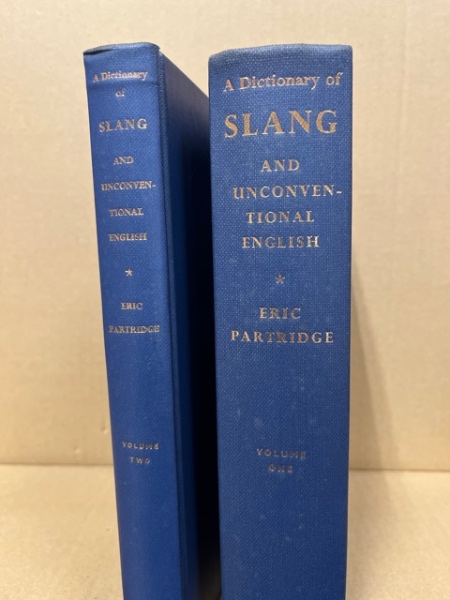 A Dictionary
of
SLANG
AND
UNCONVEN-
TIONAL
ENGLISH
*
ERIC
PARTRIDGE
VOLUME
TWO
A Dictionary of
SLANG
AND
UNCONVEN-
TIONAL
ENGLISH
*
ERIC
PARTRIDGE
VOLUME
ONE